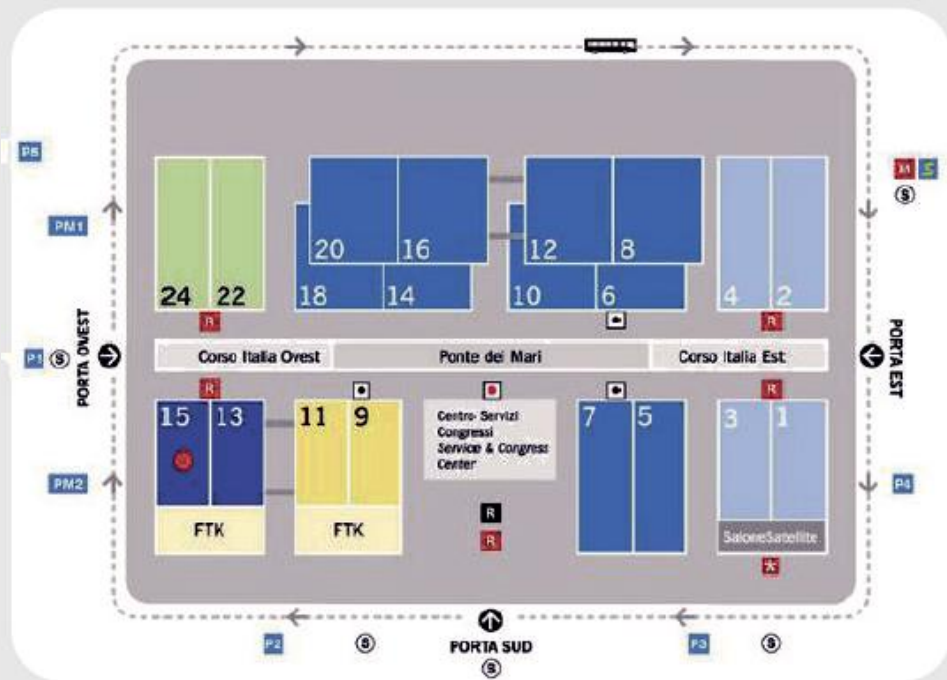 P5
M S
S
PM1
20 16 12 8
24 22 18 14 10 6 4 2
R R
P1 S
PORTA OVEST
Corso Italia Ovest
Ponte dei Mari
Corso Italia Est
PORTA EST
R R
15 13 11 9 7 5 3 1
Centro Servizi
Congressi
Service & Congress
Center
PM2
P4
R
R
FTK
FTK
SaloneSatellite
*
P2 S
PORTA SUD
S
P3 S